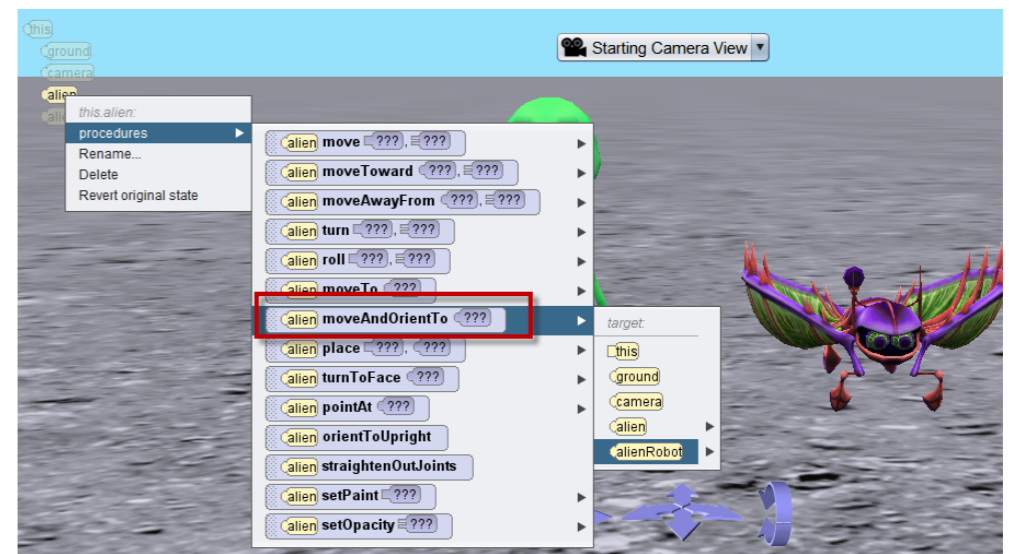 this
ground
Starting Camera View
camera
alien
this.alien:
procedures
Rename...
Delete
Revert original state
alien move ???, ???
alien moveToward ???, ???
alien moveAwayFrom ???, ???
alien turn ???, ???
alien roll ???, ???
alien moveTo ???
alien moveAndOrientTo ???
alien place ???, ???
alien turnToFace ???
alien pointAt ???
alien orientToUpright
alien straightenOutJoints
alien setPaint ???
alien setOpacity ???
target:
this
ground
camera
alien
alienRobot